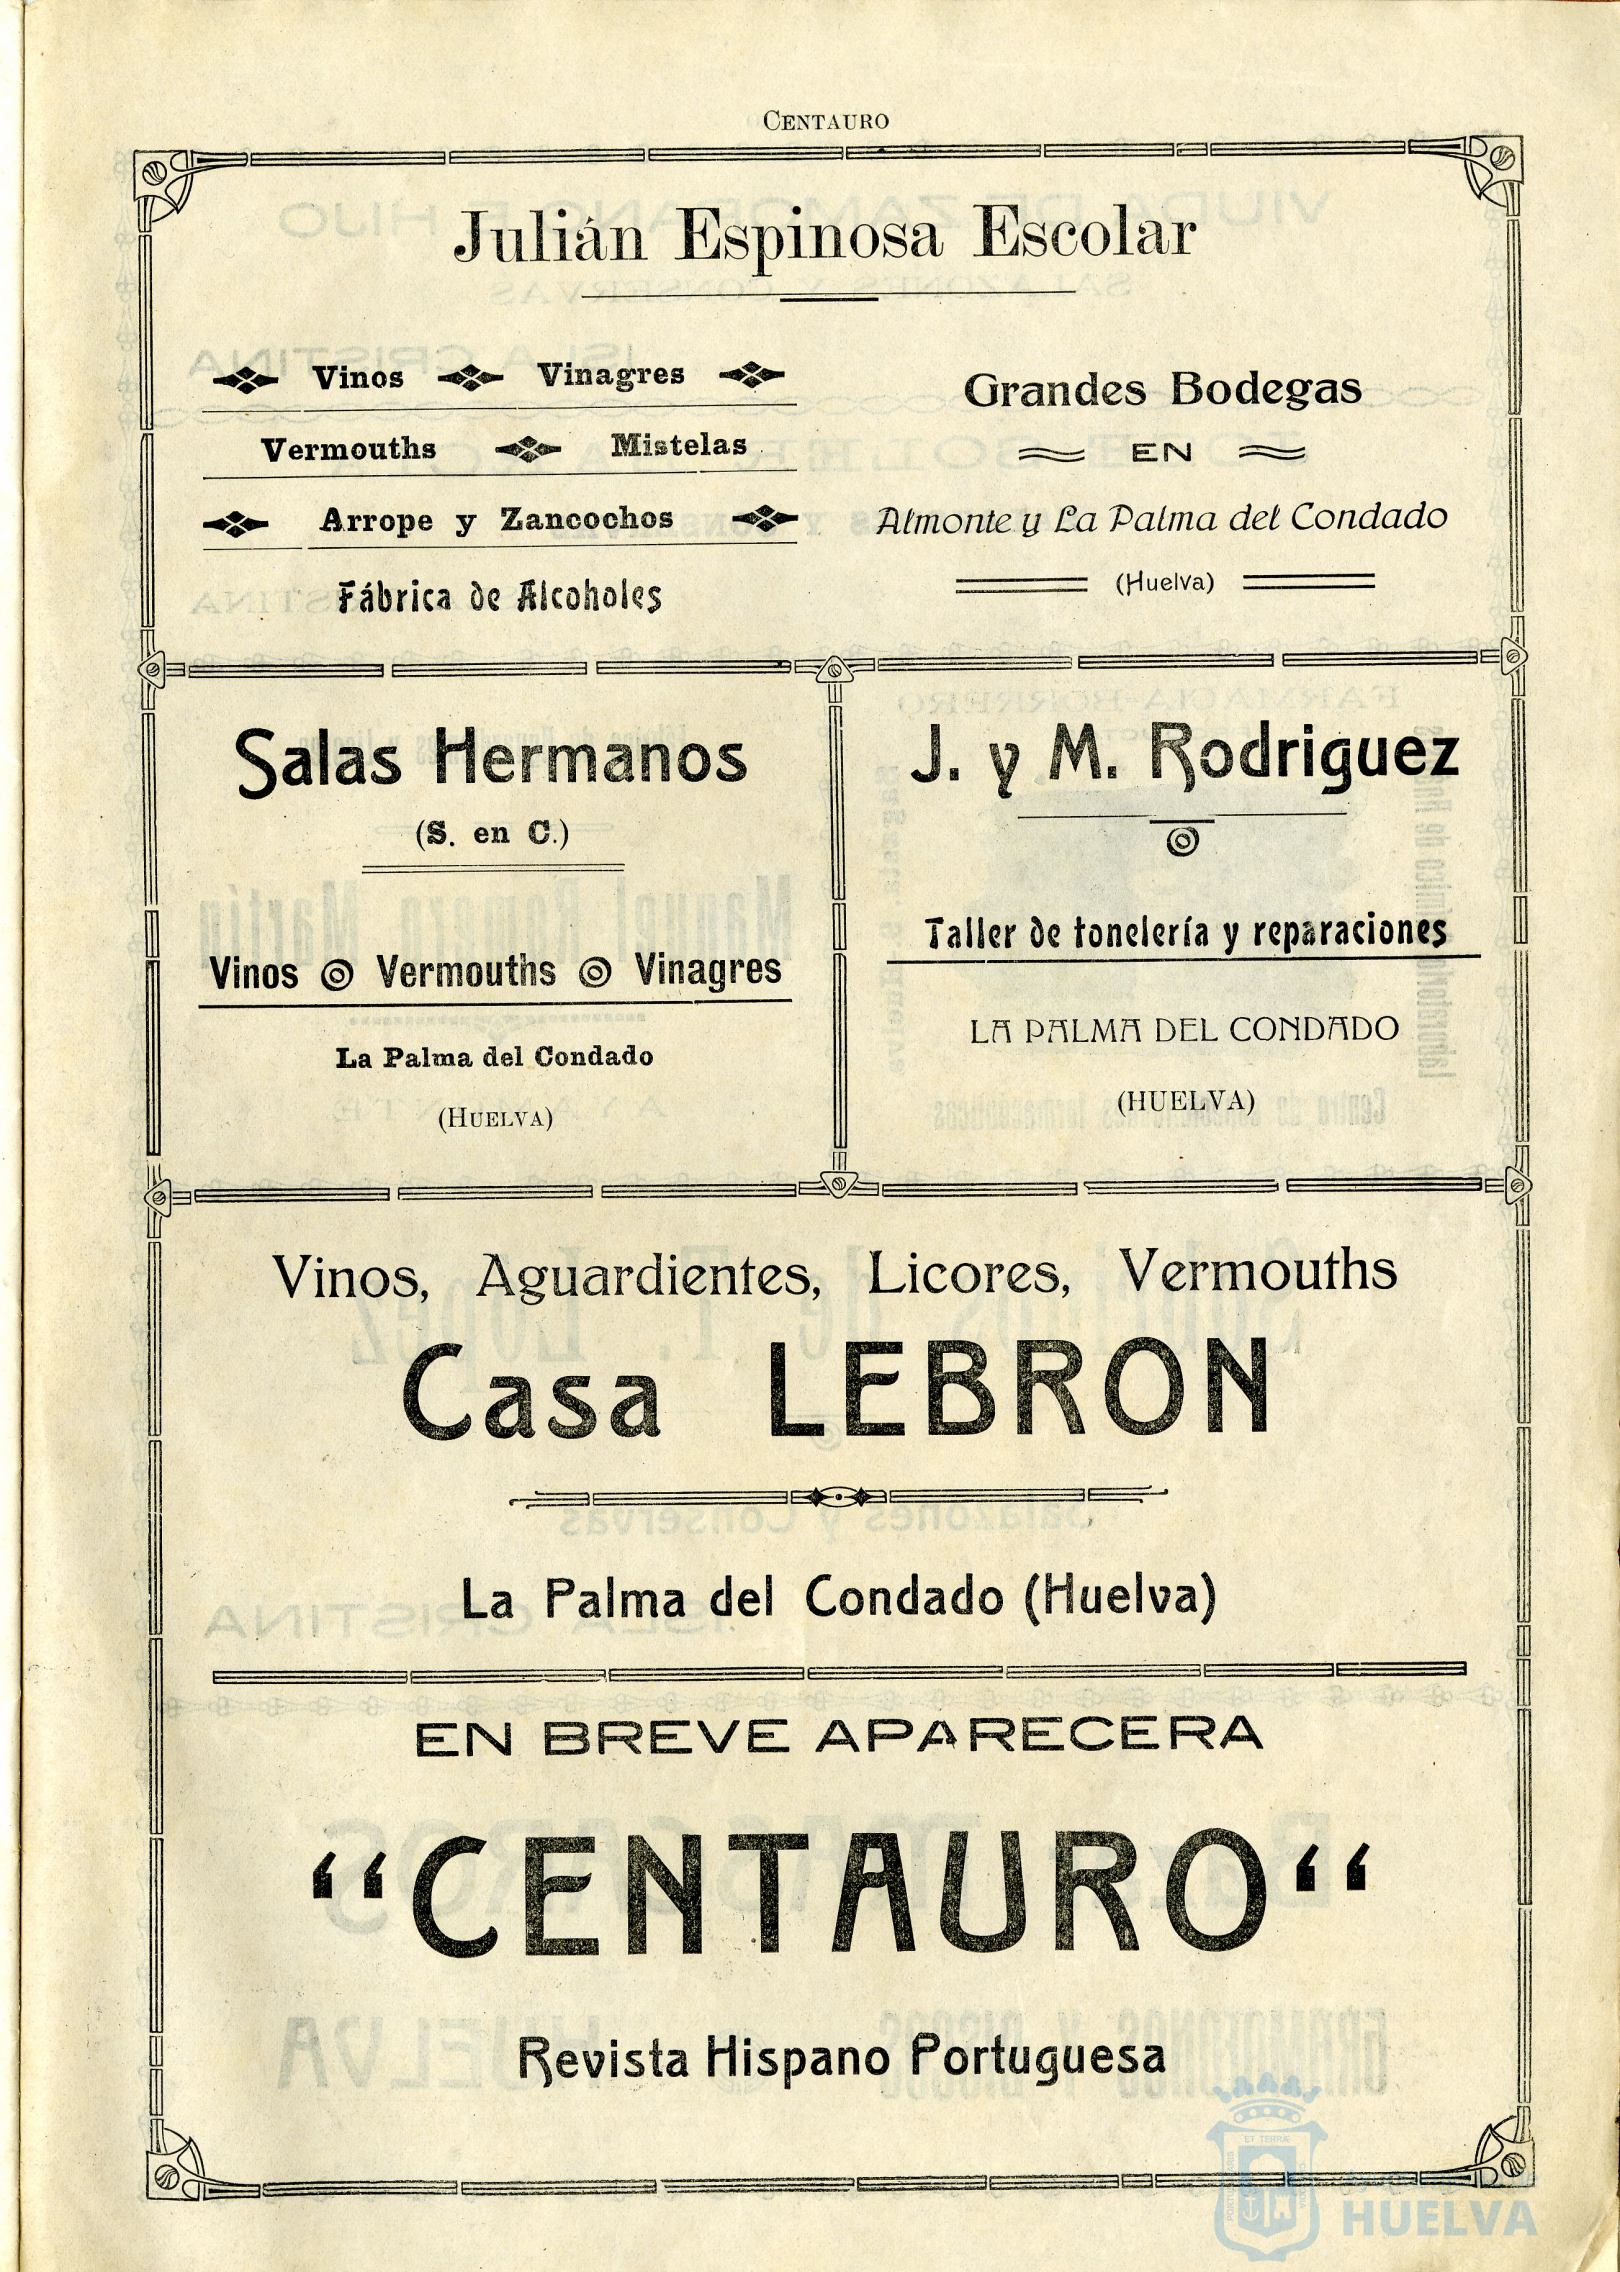 CENTAURO
Julián Espinosa Escolar
Vinos Vinagres
Vermouths Mistelas
Arrope y Zancochos
Fábrica de Alcoholes
Grandes Bodegas
EN
Almonte y La Palma del Condado
(Huelva)
Salas Hermanos
(S. en C.)
Vinos Vermouths Vinagres
La Palma del Condado
(HUELVA)
J. y M. Rodriguez
Taller de tonelería y reparaciones
LA PALMA DEL CONDADO
(HUELVA)
Vinos, Aguardientes, Licores, Vermouths
Casa LEBRON
La Palma del Condado (Huelva)
EN BREVE APARECERA
“CENTAURO“
Revista Hispano Portuguesa
HUELVA